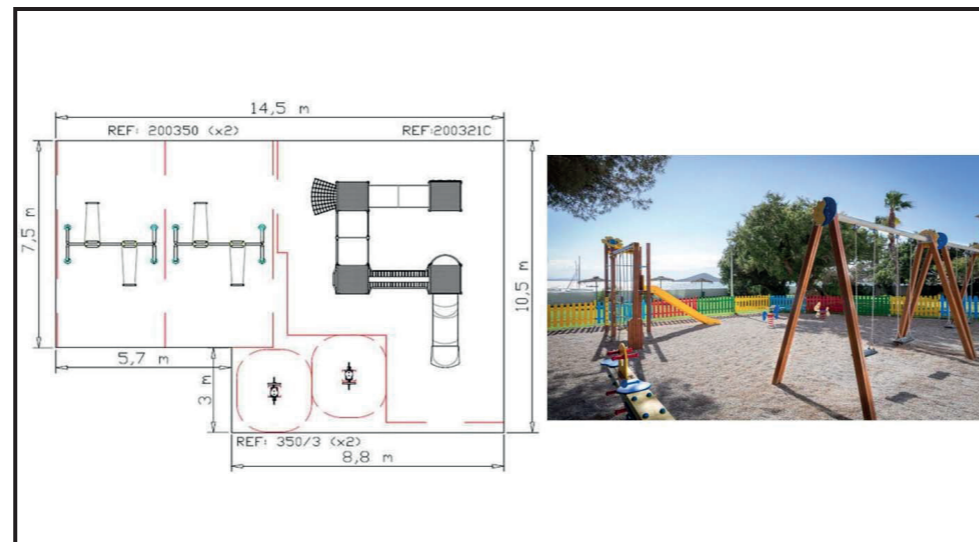 14,5 m
REF: 200350 (x2)
REF:200321C
7,5 m
10,5 m
5,7 m
3 m
REF: 350/3 (x2)
8,8 m